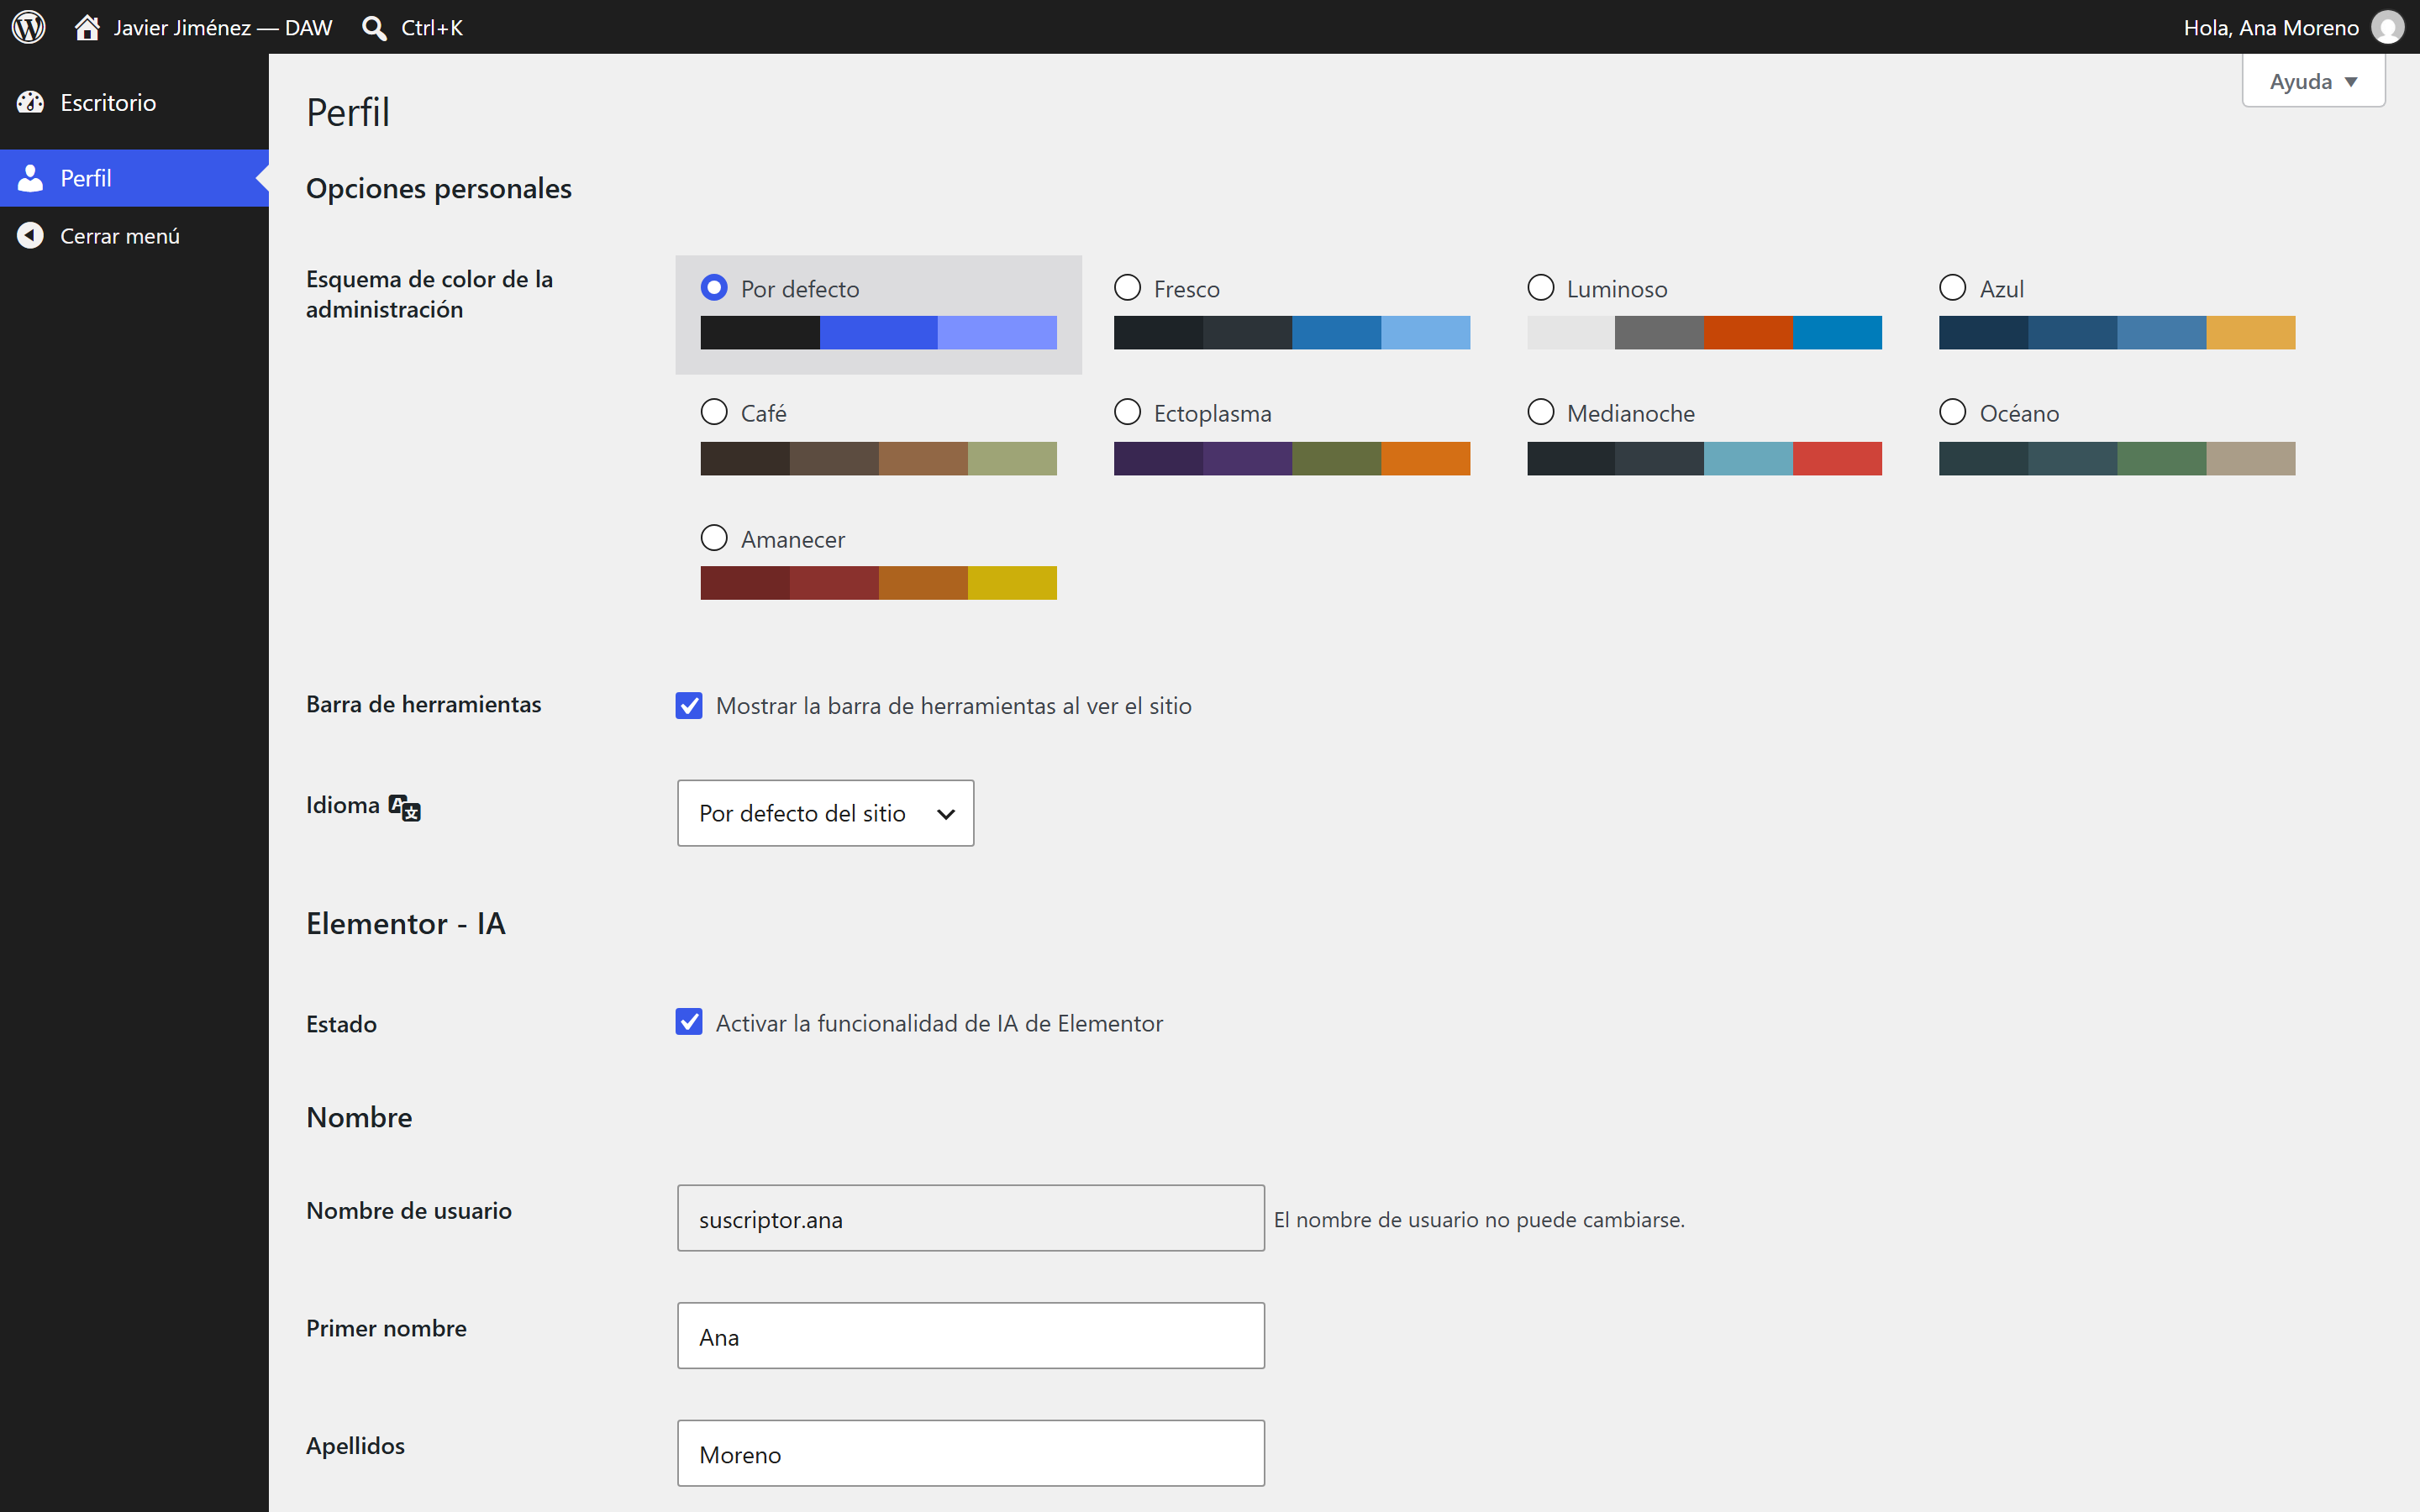 Javier Jiménez — DAW
Ctrl+K
Hola, Ana Moreno
Escritorio
Perfil
Cerrar menú
Ayuda
Perfil
Opciones personales
Esquema de color de la
administración
Por defecto
Fresco
Luminoso
Azul
Café
Ectoplasma
Medianoche
Océano
Amanecer
Barra de herramientas
Mostrar la barra de herramientas al ver el sitio
Idioma
Por defecto del sitio
Elementor - IA
Estado
Activar la funcionalidad de IA de Elementor
Nombre
Nombre de usuario
suscriptor.ana
El nombre de usuario no puede cambiarse.
Primer nombre
Ana
Apellidos
Moreno